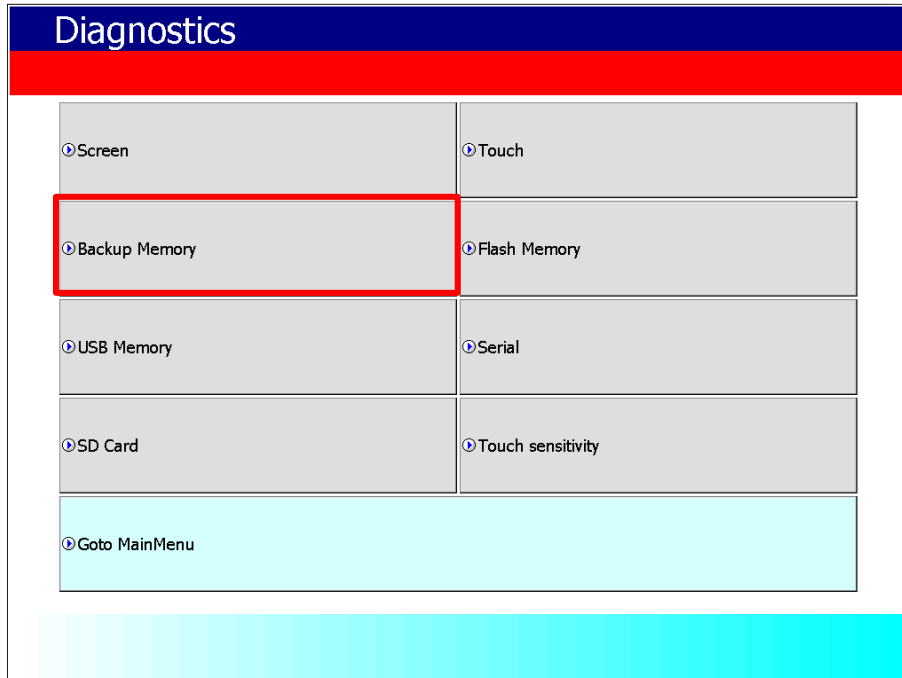 Diagnostics
Screen
Touch
Backup Memory
Flash Memory
USB Memory
Serial
SD Card
Touch sensitivity
Goto MainMenu